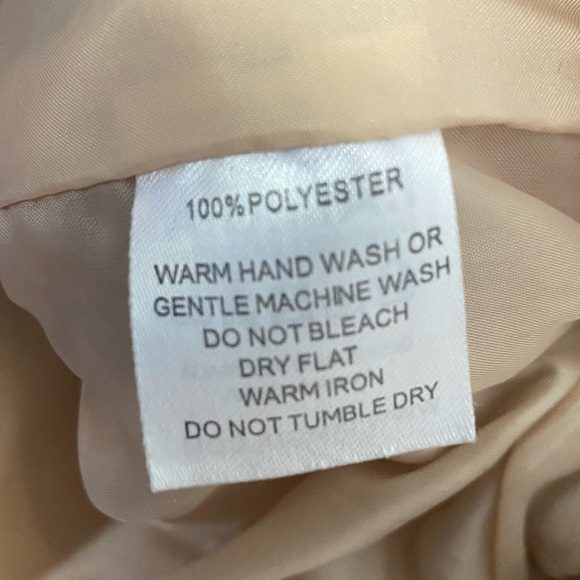 100%POLYESTER
WARM HAND WASH OR
GENTLE MACHINE WASH
DO NOT BLEACH
DRY FLAT
WARM IRON
DO NOT TUMBLE DRY